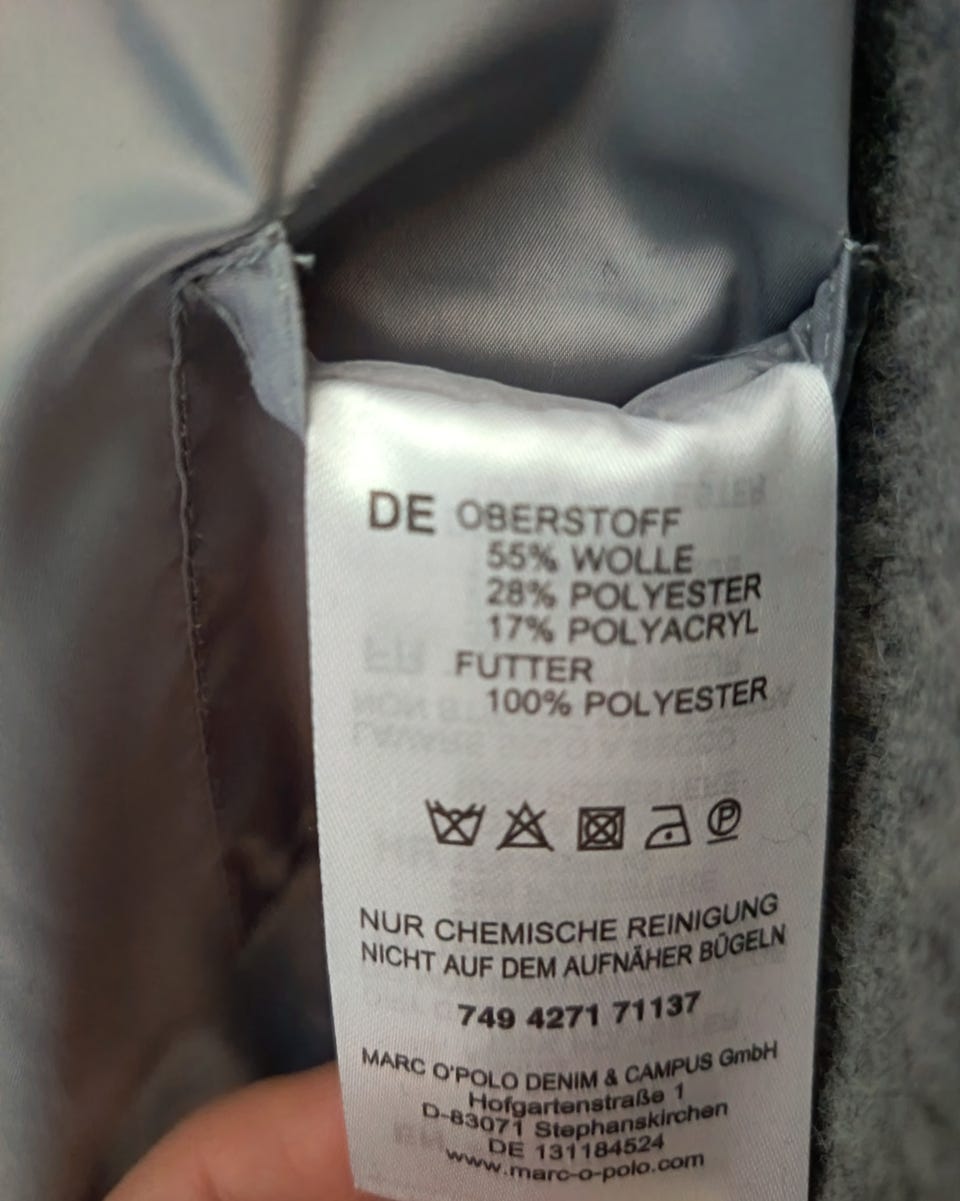 DE OBERSTOFF
55% WOLLE
28% POLYESTER
17% POLYACRYL
FUTTER
100% POLYESTER
P
NUR CHEMISCHE REINIGUNG
NICHT AUF DEM AUFNÄHER BÜGELN
749 4271 71137
MARC O'POLO DENIM & CAMPUS GmbH
Hofgartenstraße 1
D-83071 Stephanskirchen
DE 131184524
www.marc-o-polo.com